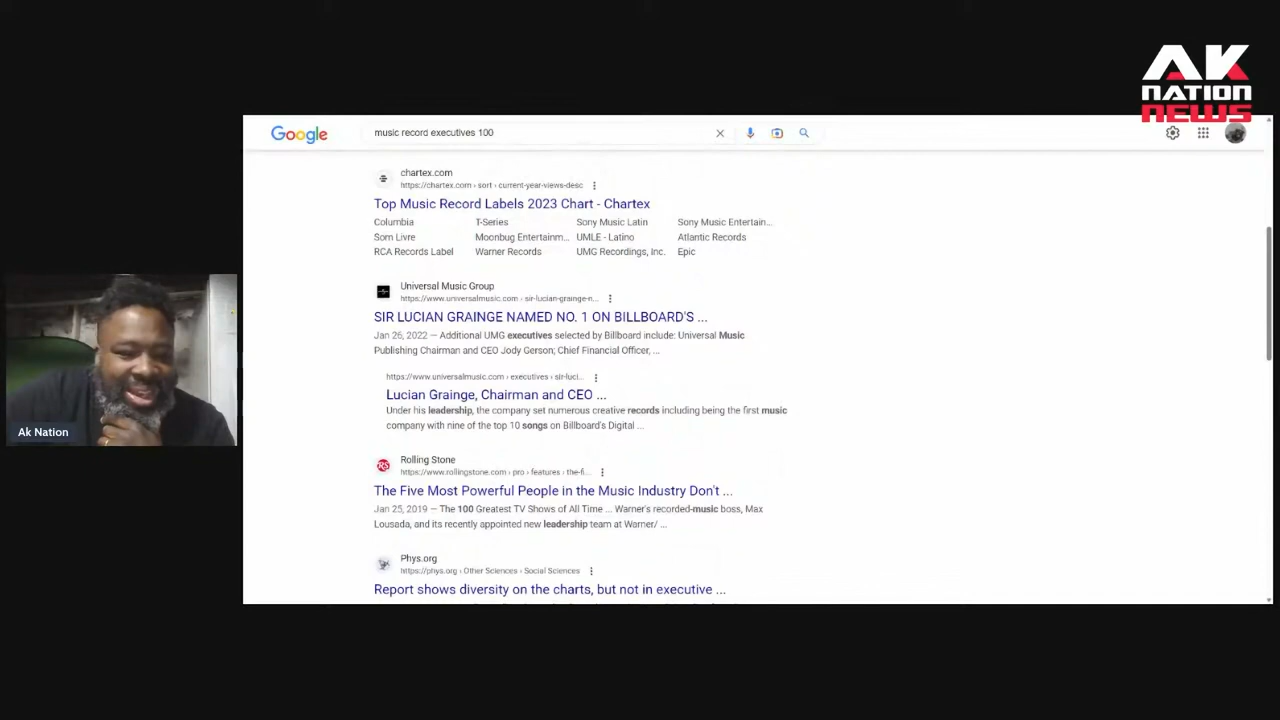 AK
NATION
NEWS
Google
music record executives 100
chartex.com
https://chartex.com › sort › current-year-views-desc
Top Music Record Labels 2023 Chart - Chartex
Columbia T-Series Sony Music Latin Sony Music Entertain...
Som Livre Moonbug Entertainm... UMLE - Latino Atlantic Records
RCA Records Label Warner Records UMG Recordings, Inc. Epic
Universal Music Group
https://www.universalmusic.com › sir-lucian-grainge-n...
SIR LUCIAN GRAINGE NAMED NO. 1 ON BILLBOARD'S ...
Jan 26, 2022 — Additional UMG executives selected by Billboard include: Universal Music
Publishing Chairman and CEO Jody Gerson; Chief Financial Officer, ...
https://www.universalmusic.com › executives › sir-luci...
Lucian Grainge, Chairman and CEO ...
Under his leadership, the company set numerous creative records including being the first music
company with nine of the top 10 songs on Billboard's Digital ...
RS
Rolling Stone
https://www.rollingstone.com › pro › features › the-fi...
The Five Most Powerful People in the Music Industry Don't ...
Jan 25, 2019 — The 100 Greatest TV Shows of All Time ... Warner's recorded-music boss, Max
Lousada, and its recently appointed new leadership team at Warner/ ...
Phys.org
https://phys.org › Other Sciences › Social Sciences
Report shows diversity on the charts, but not in executive ...
Ak Nation